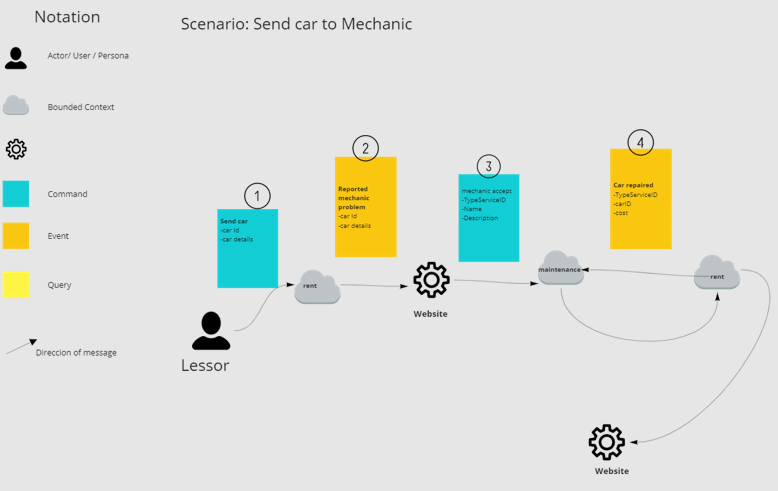 Notation
Scenario: Send car to Mechanic
Actor/ User / Persona
Bounded Context
Command
Event
Query
Direccion of message
1
Send car
-car Id
-car details
2
Reported
mechanic
problem
-car Id
-car details
3
mechanic accept
-TypeServiceID
-Name
-Description
4
Car repaired
-TypeServiceID
-carID
-cost
rent
Website
maintenance
rent
Lessor
Website